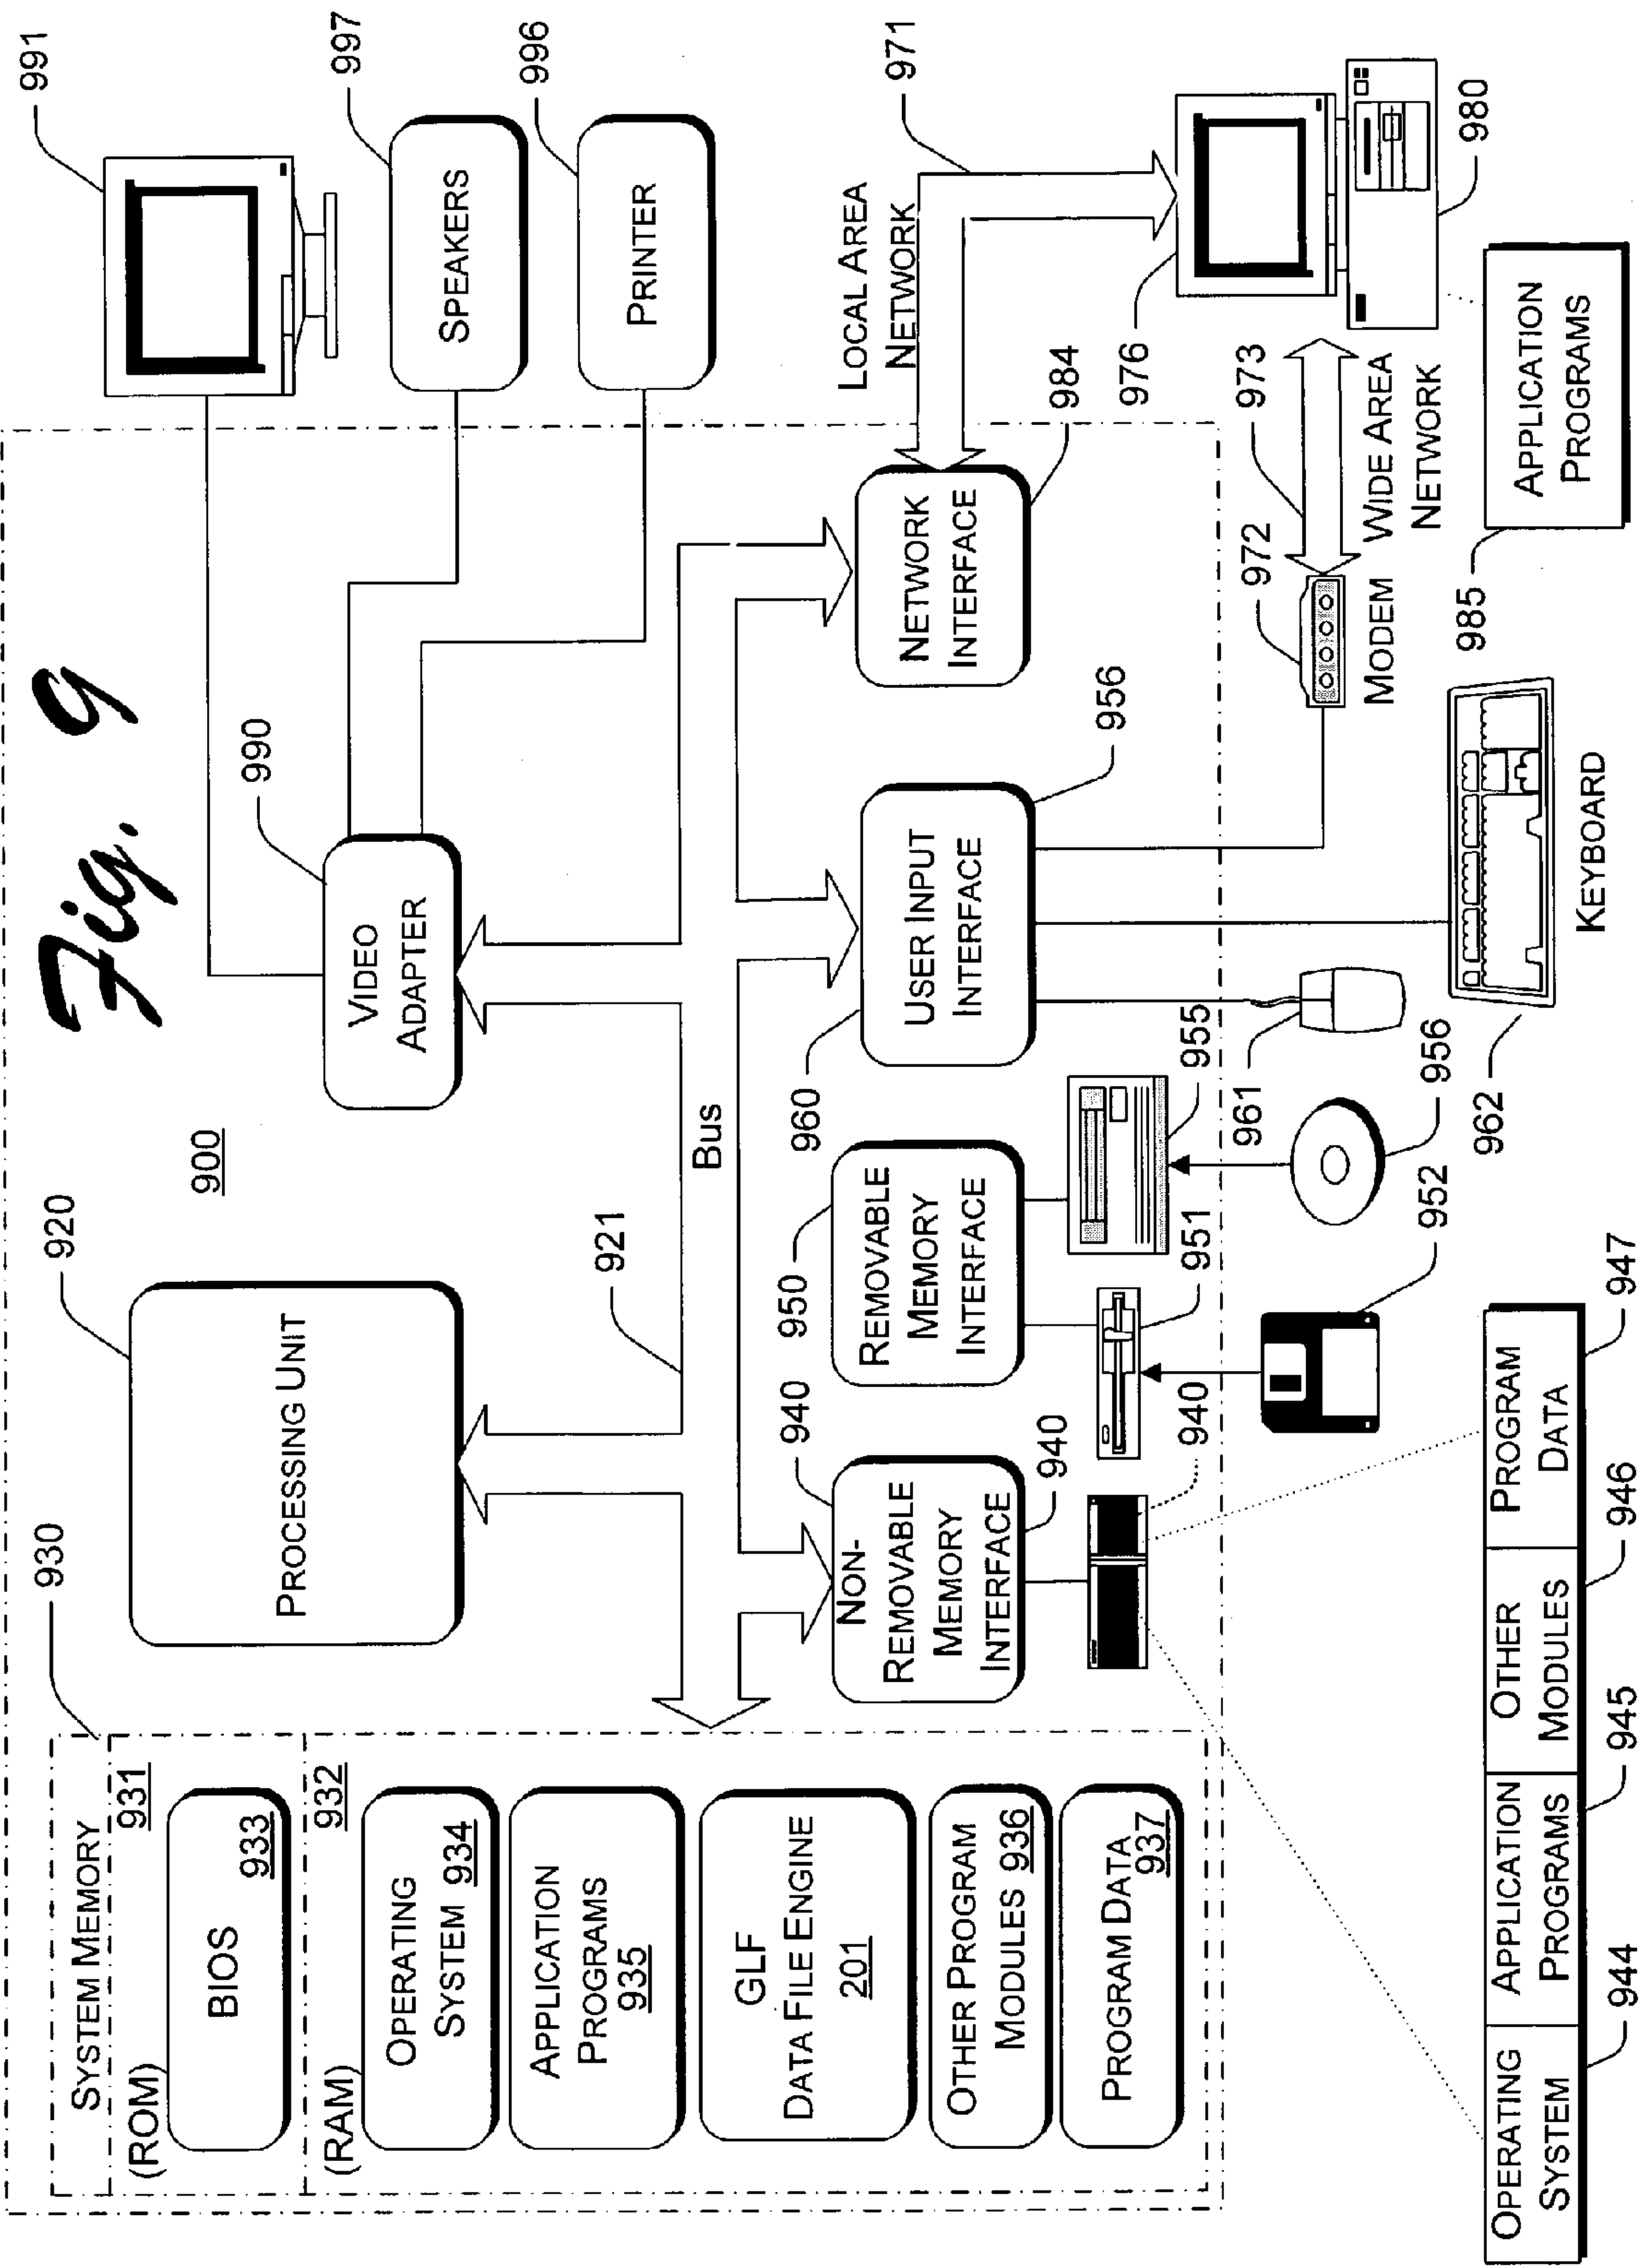 Fig. 9
930
920
900
990
991
997
996
SYSTEM MEMORY
(ROM) 931
BIOS
933
(RAM) 932
OPERATING
SYSTEM 934
APPLICATION
PROGRAMS
935
GLF
DATA FILE ENGINE
201
OTHER PROGRAM
MODULES 936
PROGRAM DATA
937
PROCESSING UNIT
VIDEO
ADAPTER
SPEAKERS
PRINTER
921
BUS
LOCAL AREA
NETWORK
971
940
NON-
REMOVABLE
MEMORY
INTERFACE
940
940
950
REMOVABLE
MEMORY
INTERFACE
951
955
960
USER INPUT
INTERFACE
956
NETWORK
INTERFACE
984
976
980
952
956
961
962
KEYBOARD
972
MODEM
973
WIDE AREA
NETWORK
985
APPLICATION
PROGRAMS
OPERATING
SYSTEM
944
APPLICATION
PROGRAMS
945
OTHER
MODULES
946
PROGRAM
DATA
947